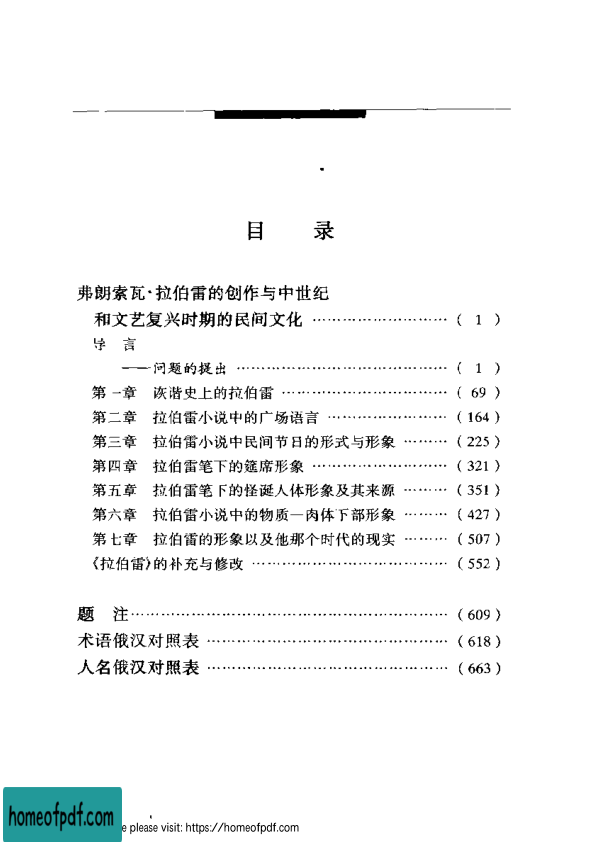 目 录
弗朗索瓦·拉伯雷的创作与中世纪
和文艺复兴时期的民间文化 …………………… ( 1 )
导 言
——问题的提出 …………………… ( 1 )
第一章 诙谐史上的拉伯雷 …………………… ( 69 )
第二章 拉伯雷小说中的广场语言 …………………… (164)
第三章 拉伯雷小说中民间节日的形式与形象 ……… (225)
第四章 拉伯雷笔下的筵席形象 …………………… (321)
第五章 拉伯雷笔下的怪诞人体形象及其来源 ……… (351)
第六章 拉伯雷小说中的物质—肉体下部形象 ……… (427)
第七章 拉伯雷的形象以及他那个时代的现实 ……… (507)
《拉伯雷》的补充与修改 …………………… (552)
题 注 …………………… (609)
术语俄汉对照表 …………………… (618)
人名俄汉对照表 …………………… (663)
homeofpdf.com
e please visit: https://homeofpdf.com